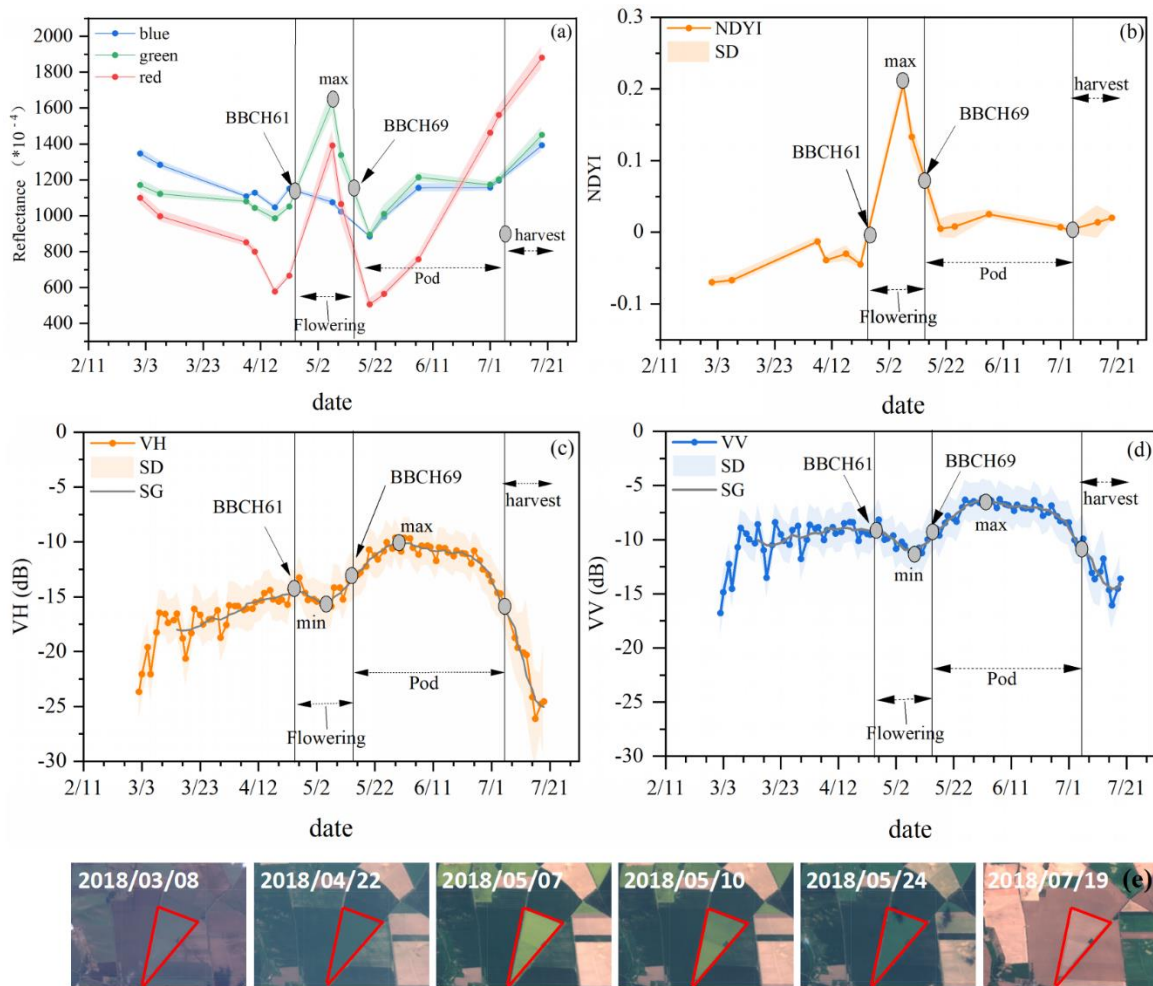 (a)
blue
green
red
max
BBCH61
BBCH69
harvest
Pod
Flowering
Reflectance (*10⁻⁴)
2000
1800
1600
1400
1200
1000
800
600
400
2/11 3/3 3/23 4/12 5/2 5/22 6/11 7/1 7/21
date
(b)
NDYI
SD
max
harvest
BBCH69
BBCH61
Pod
Flowering
NDYI
0.3
0.2
0.1
0
-0.1
2/11 3/3 3/23 4/12 5/2 5/22 6/11 7/1 7/21
date
(c)
VH
SD
SG
BBCH61
BBCH69
harvest
max
min
Pod
Flowering
VH (dB)
0
-5
-10
-15
-20
-25
-30
2/11 3/3 3/23 4/12 5/2 5/22 6/11 7/1 7/21
date
(d)
VV
SD
SG
BBCH61
BBCH69
harvest
max
min
Pod
Flowering
VV (dB)
0
-5
-10
-15
-20
-25
-30
2/11 3/3 3/23 4/12 5/2 5/22 6/11 7/1 7/21
date
2018/03/08 2018/04/22 2018/05/07 2018/05/10 2018/05/24 2018/07/19 (e)